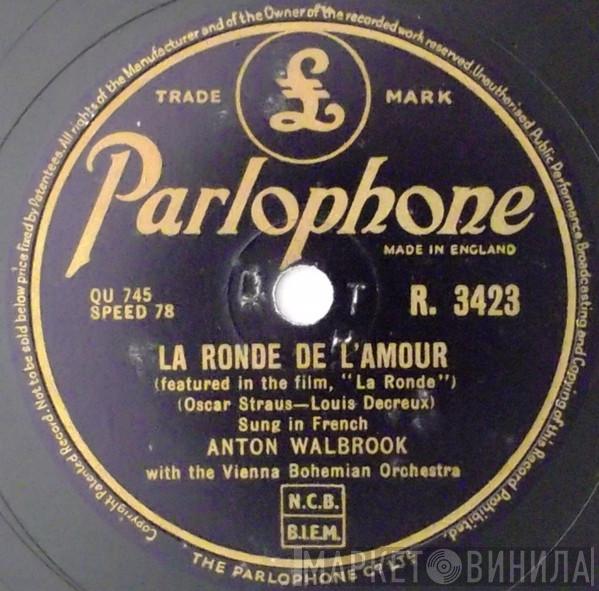 Copyright Patented Record. Not to be sold below price fixed by Patentees. All rights of the Manufacturer and of the Owner of the recorded work reserved. Unauthorised Public Performance Broadcasting and Copying of this Record Prohibited.
£
TRADE MARK
Parlophone
MADE IN ENGLAND
QU 745
SPEED 78
R. 3423
LA RONDE DE L'AMOUR
(featured in the film, "La Ronde")
(Oscar Straus—Louis Decreux)
Sung in French
ANTON WALBROOK
with the Vienna Bohemian Orchestra
N.C.B.
B.I.E.M.
THE PARLOPHONE
МАРКЕТ ВИНИЛА